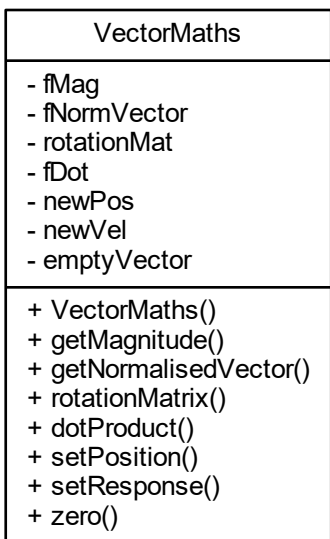 VectorMaths
- fMag
- fNormVector
- rotationMat
- fDot
- newPos
- newVel
- emptyVector
+ VectorMaths()
+ getMagnitude()
+ getNormalisedVector()
+ rotationMatrix()
+ dotProduct()
+ setPosition()
+ setResponse()
+ zero()